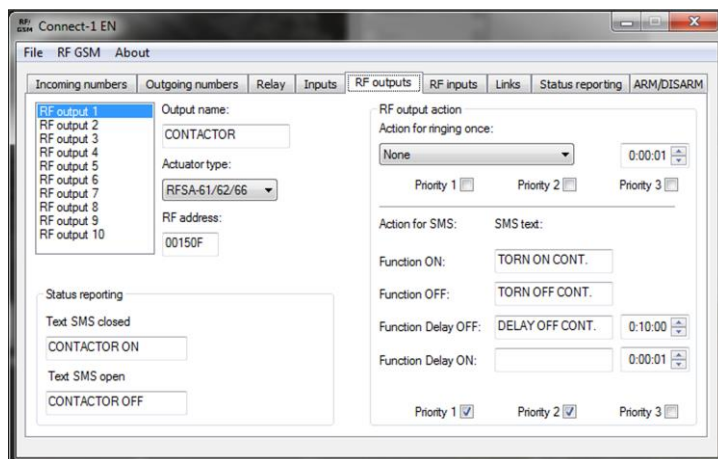 RF/GSM Connect-1 EN
File RF GSM About
Incoming numbers Outgoing numbers Relay Inputs RF outputs RF inputs Links Status reporting ARM/DISARM
RF output 1
RF output 2
RF output 3
RF output 4
RF output 5
RF output 6
RF output 7
RF output 8
RF output 9
RF output 10
Output name:
CONTACTOR
Actuator type:
RFSA-61/62/66
RF address:
00150F
Status reporting
Text SMS closed
CONTACTOR ON
Text SMS open
CONTACTOR OFF
RF output action
Action for ringing once:
None 0:00:01
Priority 1 Priority 2 Priority 3
Action for SMS: SMS text:
Function ON: TORN ON CONT.
Function OFF: TORN OFF CONT.
Function Delay OFF: DELAY OFF CONT. 0:10:00
Function Delay ON: 0:00:01
Priority 1 Priority 2 Priority 3